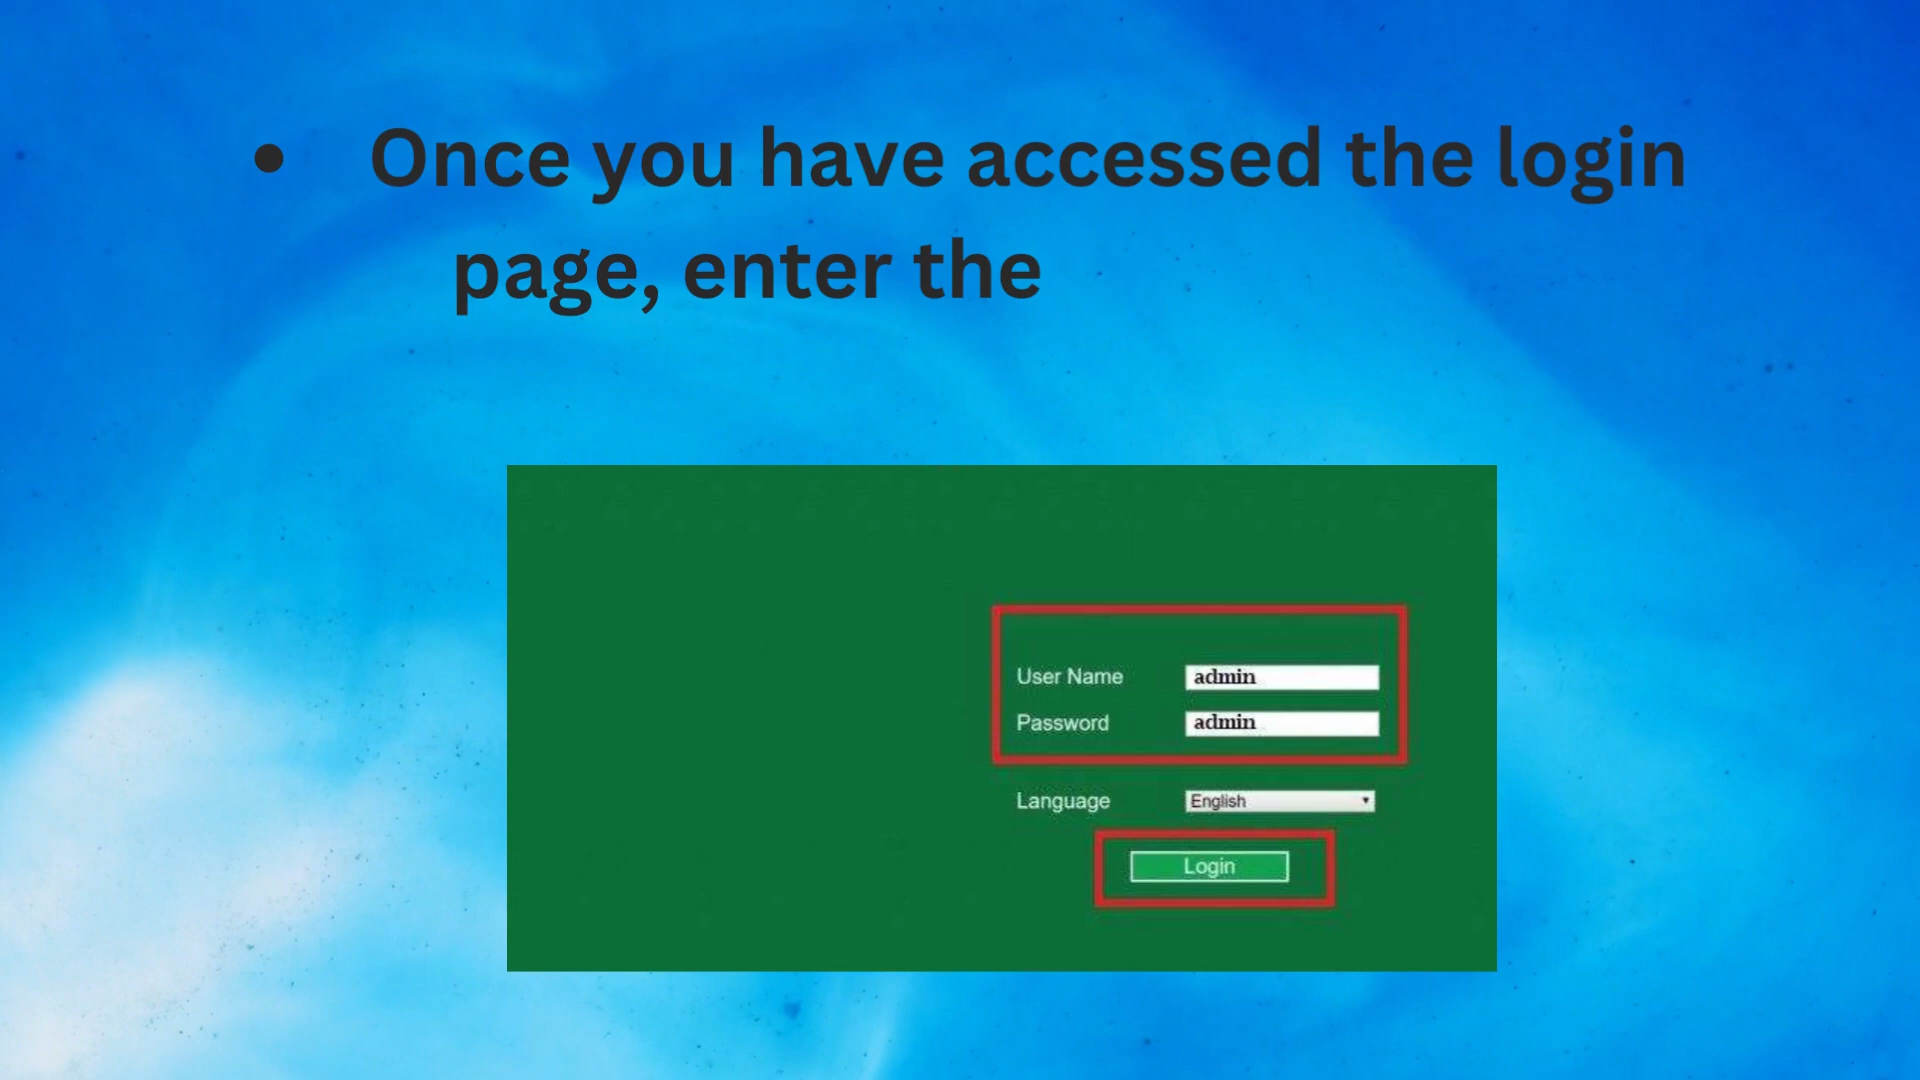 • Once you have accessed the login
page, enter the
User Name admin
Password admin
Language English
Login